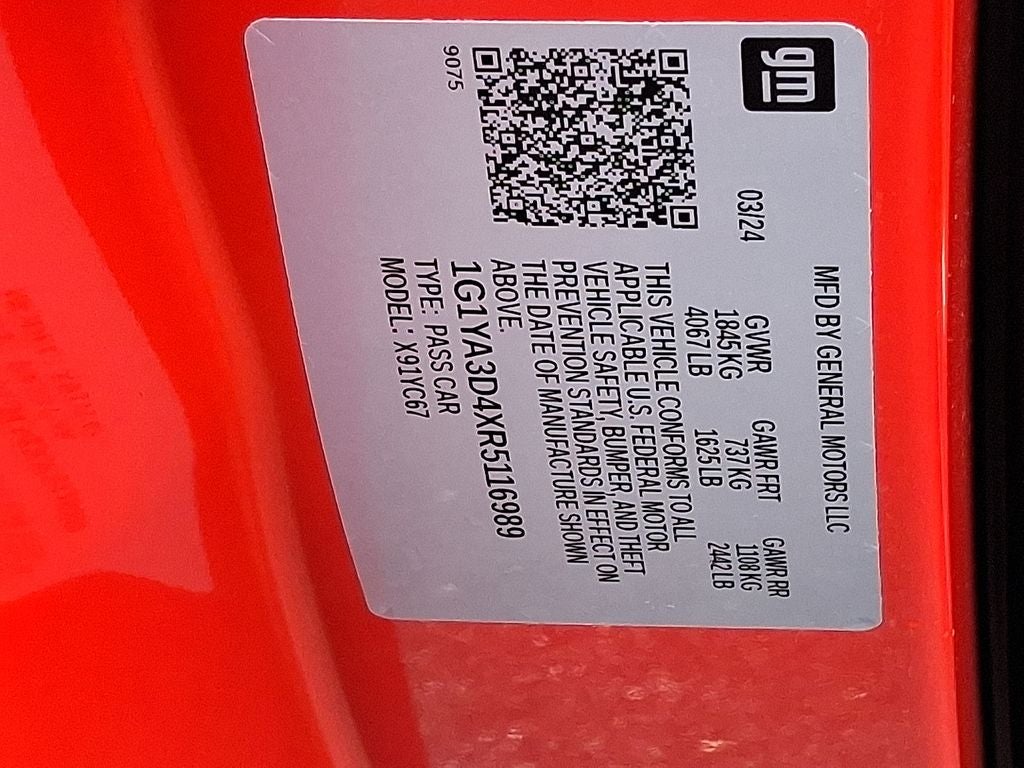 gm
MFD BY GENERAL MOTORS LLC
03/24
GVWR GAWR FRT GAWR RR
1845 KG 737 KG 1108 KG
4067 LB 1625 LB 2442 LB
THIS VEHICLE CONFORMS TO ALL
APPLICABLE U.S. FEDERAL MOTOR
VEHICLE SAFETY, BUMPER, AND THEFT
PREVENTION STANDARDS IN EFFECT ON
THE DATE OF MANUFACTURE SHOWN
ABOVE.
1G1YA3D4XR5116989
TYPE: PASS CAR
MODEL: X91YC67
9075